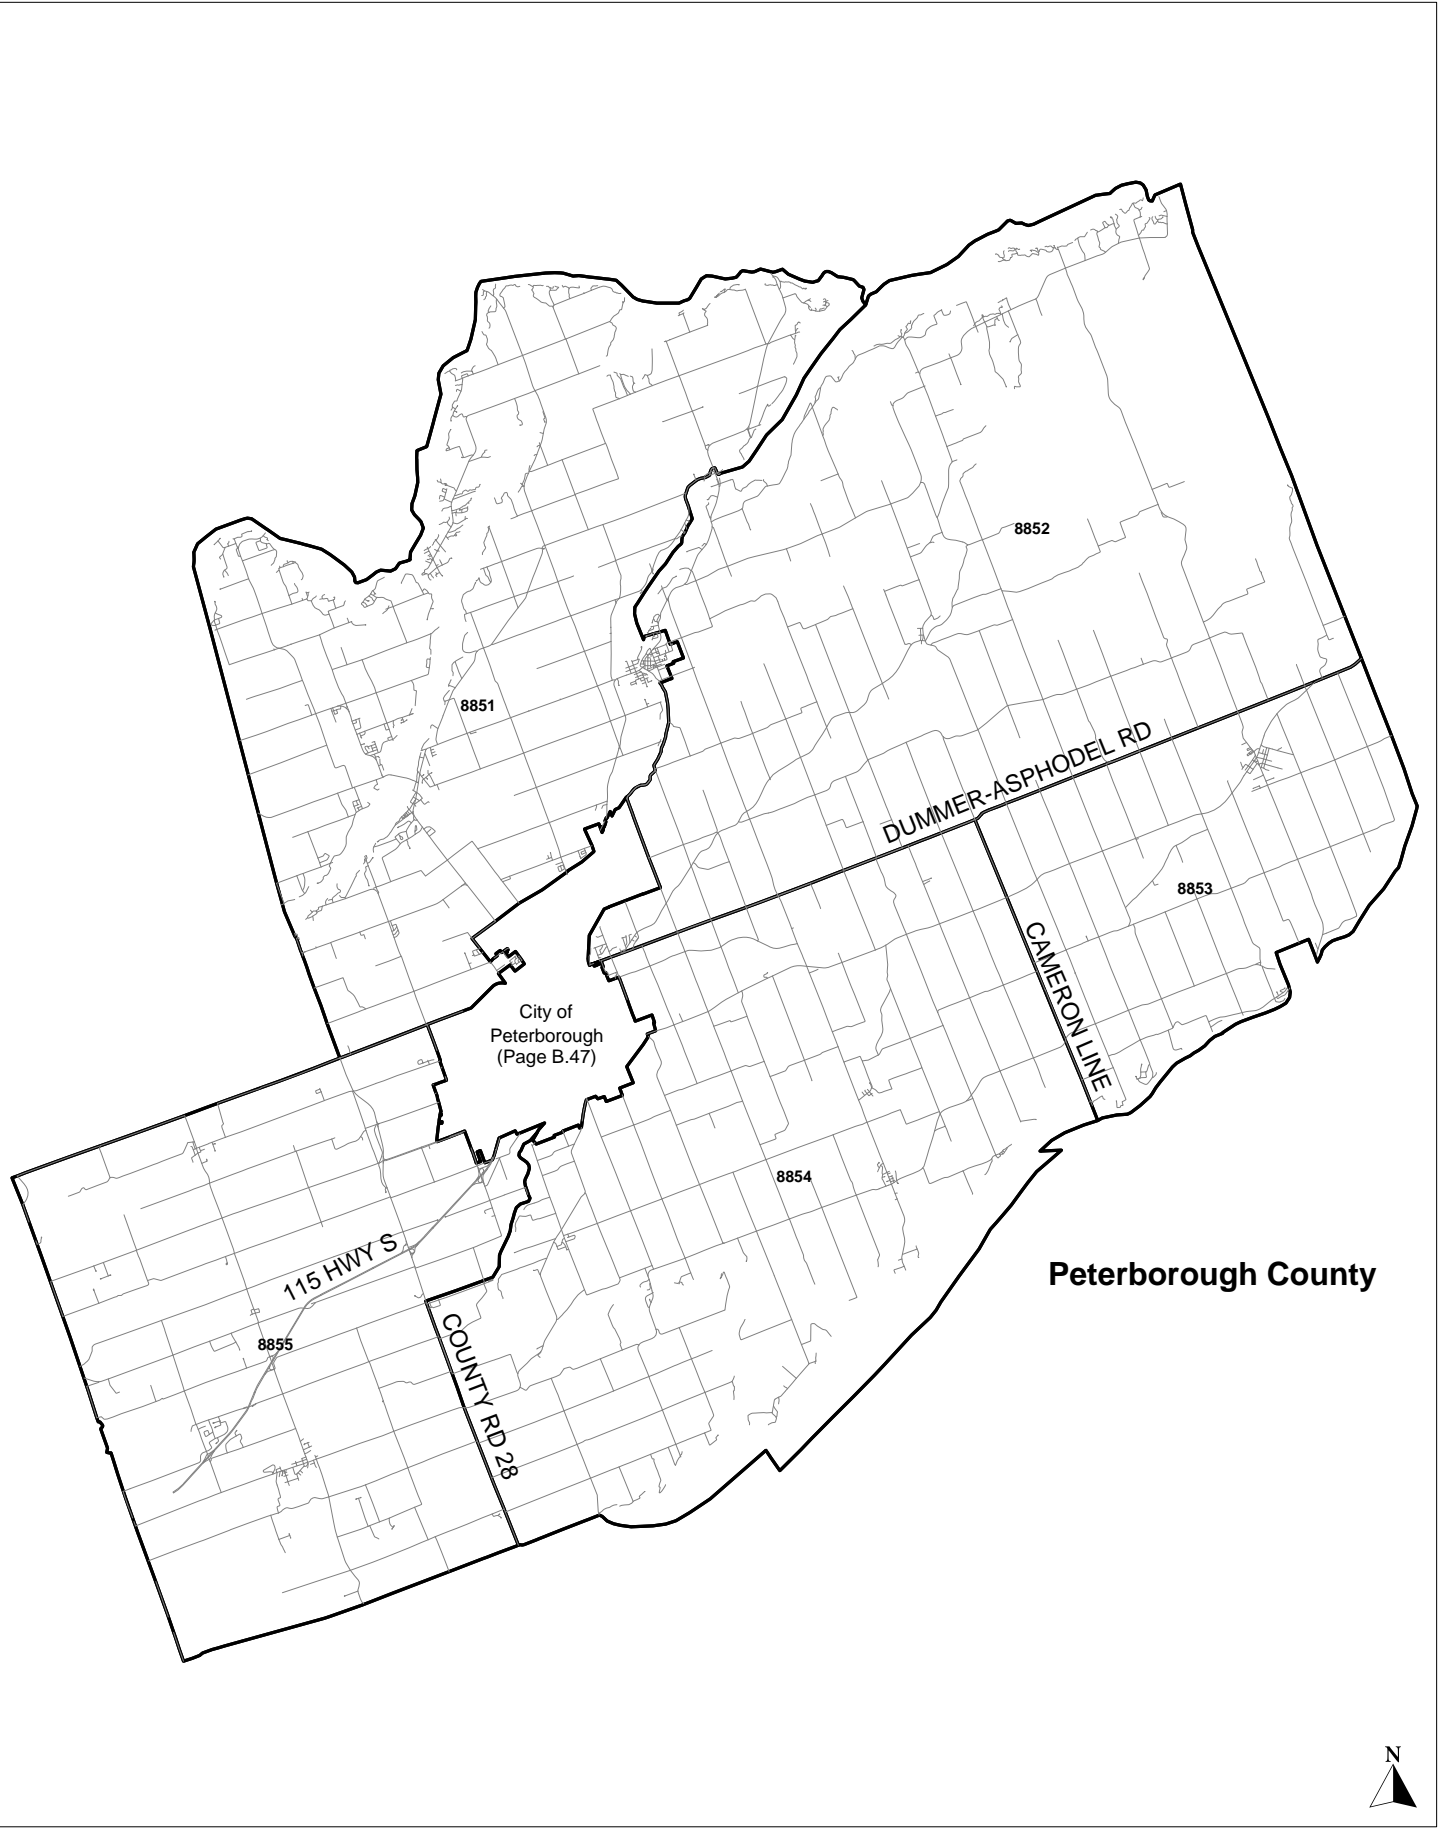 8852
8851
DUMMER-ASPHODEL RD
8853
CAMERON LINE
City of
Peterborough
(Page B.47)
8854
115 HWY S
Peterborough County
8855
COUNTY RD 28
N